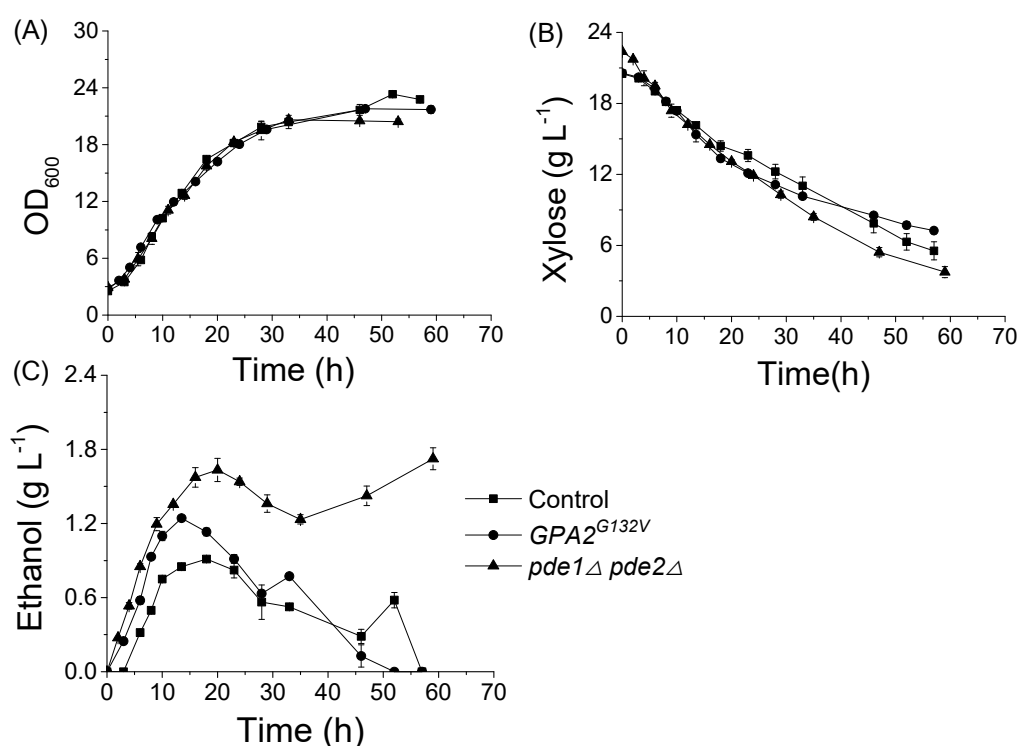 (A)
30
24
18
12
6
0
OD600
0 10 20 30 40 50 60 70
Time (h)
(B)
24
18
12
6
0
Xylose (g L-1)
0 10 20 30 40 50 60 70
Time(h)
(C)
2.4
1.8
1.2
0.6
0.0
Ethanol (g L-1)
0 10 20 30 40 50 60 70
Time (h)
Control
GPA2G132V
pde1Δ pde2Δ